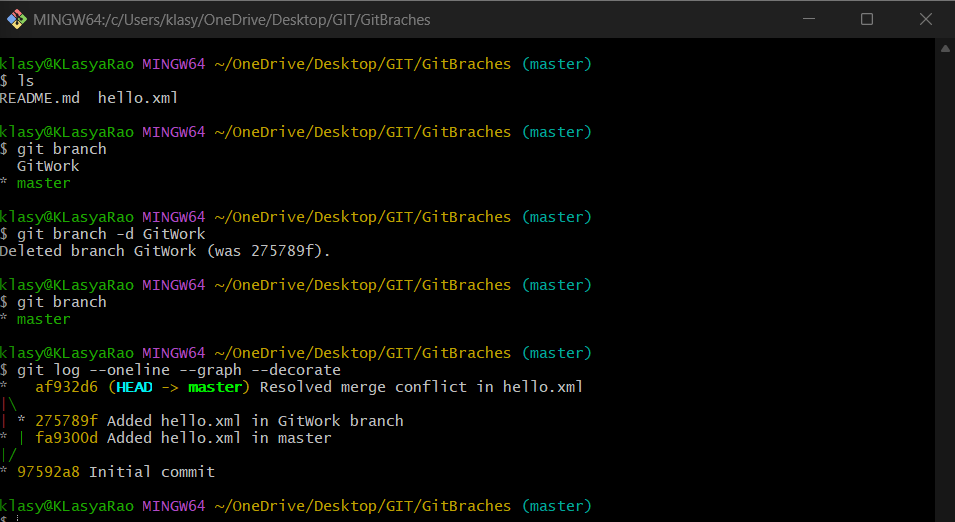 MINGW64:/c/Users/klasy/OneDrive/Desktop/GIT/GitBraches
klasy@KLasyaRao MINGW64 ~/OneDrive/Desktop/GIT/GitBraches (master)
$ ls
README.md  hello.xml
klasy@KLasyaRao MINGW64 ~/OneDrive/Desktop/GIT/GitBraches (master)
$ git branch
  GitWork
* master
klasy@KLasyaRao MINGW64 ~/OneDrive/Desktop/GIT/GitBraches (master)
$ git branch -d GitWork
Deleted branch GitWork (was 275789f).
klasy@KLasyaRao MINGW64 ~/OneDrive/Desktop/GIT/GitBraches (master)
$ git branch
* master
klasy@KLasyaRao MINGW64 ~/OneDrive/Desktop/GIT/GitBraches (master)
$ git log --oneline --graph --decorate
*   af932d6 (HEAD -> master) Resolved merge conflict in hello.xml
|\
| * 275789f Added hello.xml in GitWork branch
* | fa9300d Added hello.xml in master
|/
* 97592a8 Initial commit
klasy@KLasyaRao MINGW64 ~/OneDrive/Desktop/GIT/GitBraches (master)
$